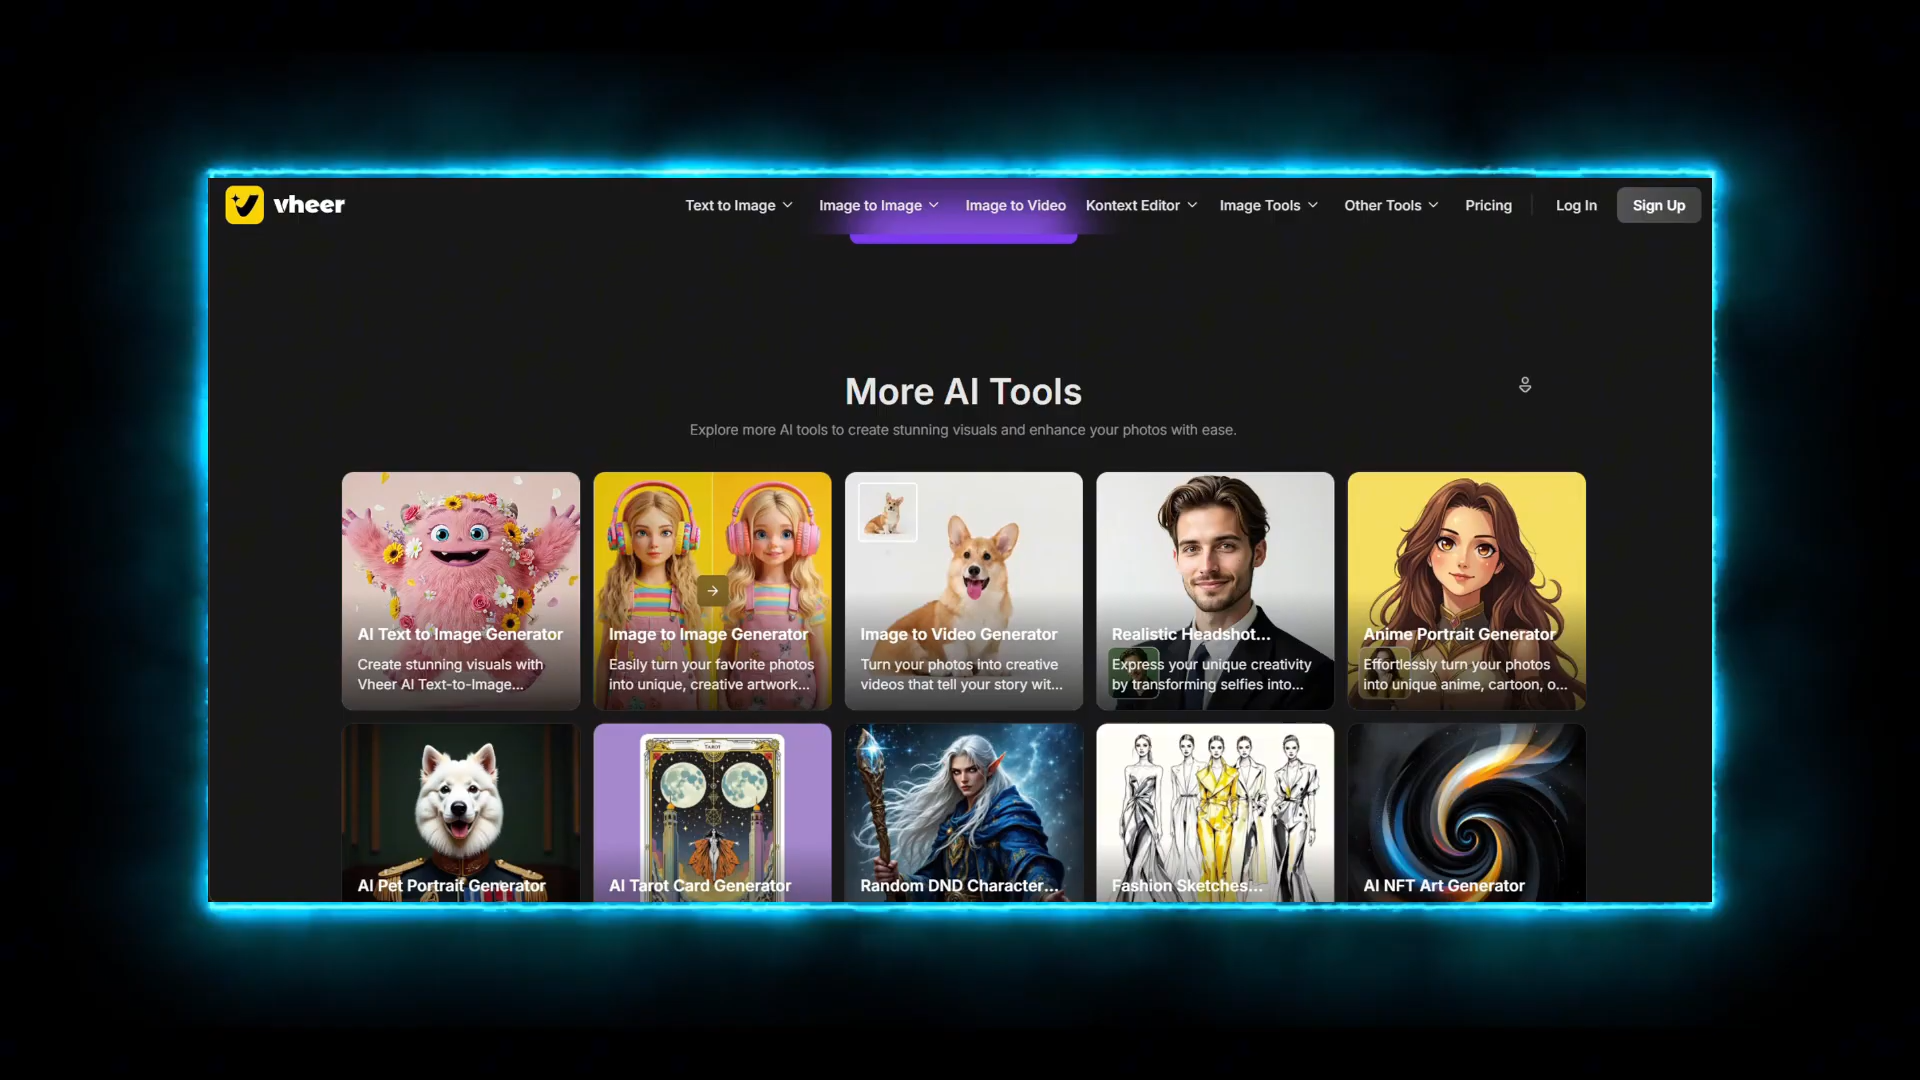 vheer
Text to Image
Image to Image
Image to Video
Kontext Editor
Image Tools
Other Tools
Pricing
Log In
Sign Up
More AI Tools
Explore more AI tools to create stunning visuals and enhance your photos with ease.
AI Text to Image Generator
Create stunning visuals with
Vheer AI Text-to-Image...
Image to Image Generator
Easily turn your favorite photos
into unique, creative artwork...
Image to Video Generator
Turn your photos into creative
videos that tell your story wit...
Realistic Headshot...
Express your unique creativity
by transforming selfies into...
Anime Portrait Generator
Effortlessly turn your photos
into unique anime, cartoon, o...
AI Pet Portrait Generator
TAROT
AI Tarot Card Generator
Random DND Character...
Fashion Sketches...
AI NFT Art Generator